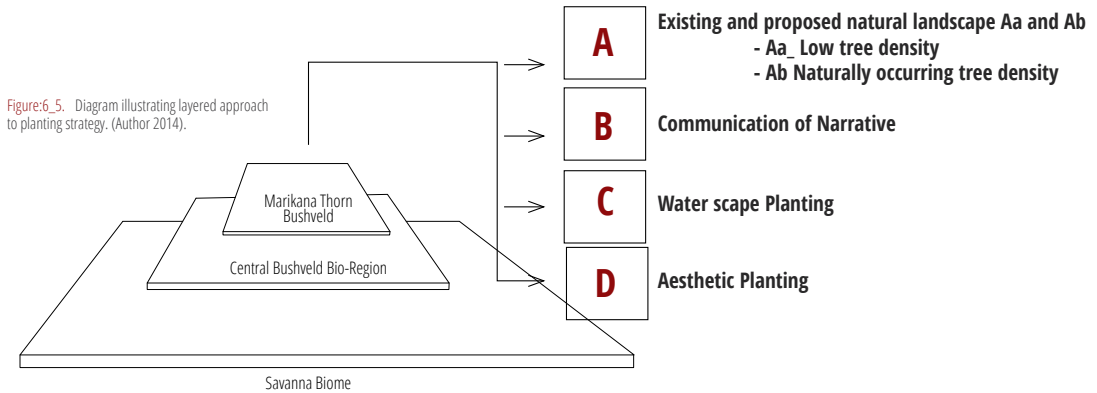 A
Existing and proposed natural landscape Aa and Ab
- Aa_ Low tree density
- Ab Naturally occurring tree density
Figure:6_5. Diagram illustrating layered approach
to planting strategy. (Author 2014).
B
Communication of Narrative
Marikana Thorn
Bushveld
C
Water scape Planting
Central Bushveld Bio-Region
D
Aesthetic Planting
Savanna Biome